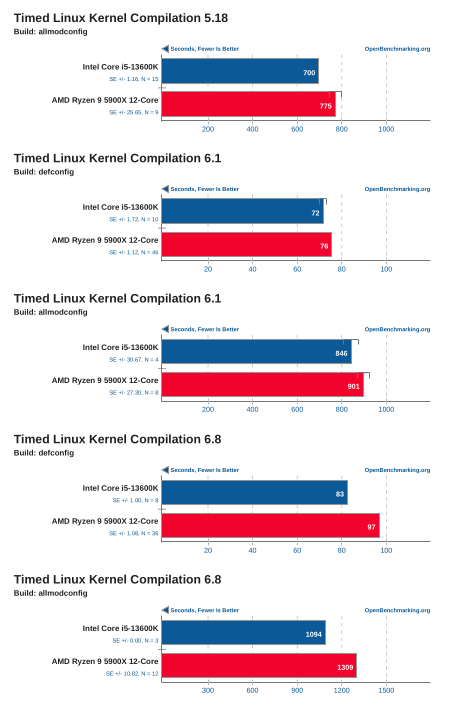 Timed Linux Kernel Compilation 5.18
Build: allmodconfig
Seconds, Fewer Is Better OpenBenchmarking.org
Intel Core i5-13600K 700
SE +/- 1.16, N = 15
AMD Ryzen 9 5900X 12-Core 775
SE +/- 25.65, N = 9
200 400 600 800 1000
Timed Linux Kernel Compilation 6.1
Build: defconfig
Seconds, Fewer Is Better OpenBenchmarking.org
Intel Core i5-13600K 72
SE +/- 1.72, N = 10
AMD Ryzen 9 5900X 12-Core 76
SE +/- 1.12, N = 46
20 40 60 80 100
Timed Linux Kernel Compilation 6.1
Build: allmodconfig
Seconds, Fewer Is Better OpenBenchmarking.org
Intel Core i5-13600K 846
SE +/- 30.67, N = 4
AMD Ryzen 9 5900X 12-Core 901
SE +/- 27.30, N = 8
200 400 600 800 1000
Timed Linux Kernel Compilation 6.8
Build: defconfig
Seconds, Fewer Is Better OpenBenchmarking.org
Intel Core i5-13600K 83
SE +/- 1.00, N = 8
AMD Ryzen 9 5900X 12-Core 97
SE +/- 1.08, N = 36
20 40 60 80 100
Timed Linux Kernel Compilation 6.8
Build: allmodconfig
Seconds, Fewer Is Better OpenBenchmarking.org
Intel Core i5-13600K 1094
SE +/- 0.00, N = 3
AMD Ryzen 9 5900X 12-Core 1309
SE +/- 10.82, N = 12
300 600 900 1200 1500